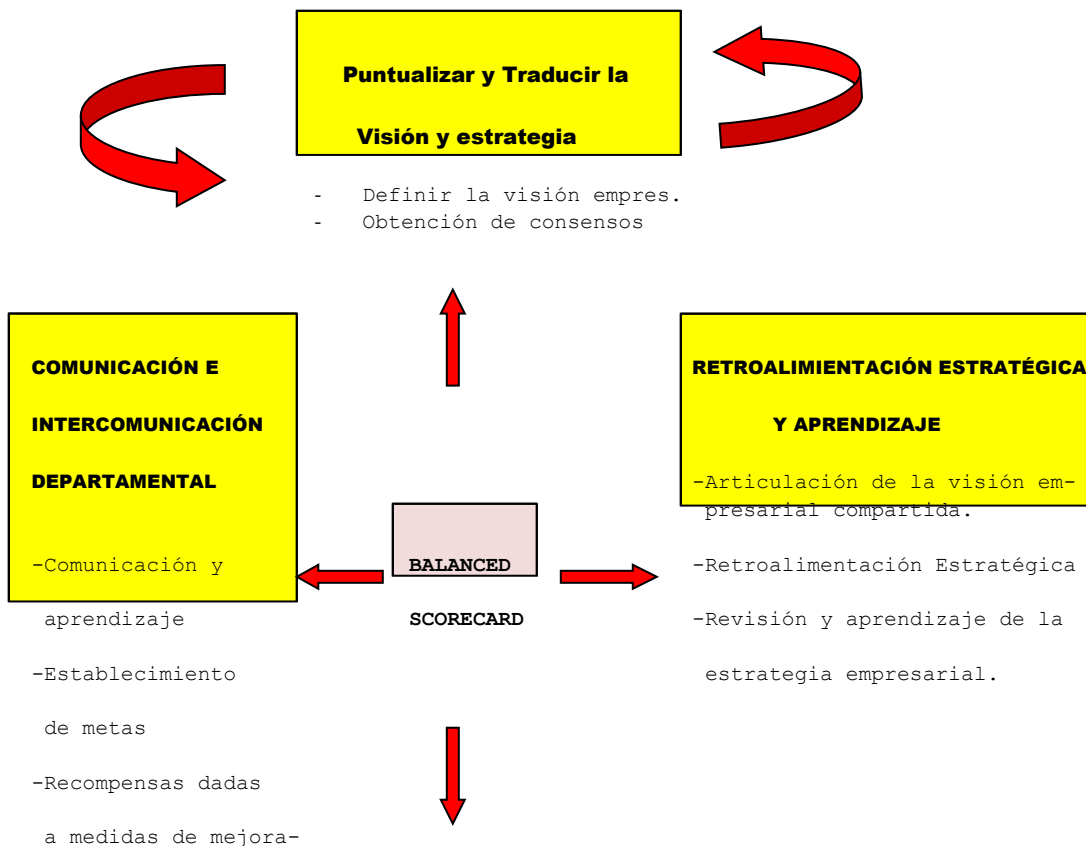 Puntualizar y Traducir la
Visión y estrategia
- Definir la visión empres.
- Obtención de consensos
COMUNICACIÓN E
INTERCOMUNICACIÓN
DEPARTAMENTAL
-Comunicación y
aprendizaje
-Establecimiento
de metas
-Recompensas dadas
a medidas de mejora-
BALANCED
SCORECARD
RETROALIMIENTACIÓN ESTRATÉGICA
Y APRENDIZAJE
-Articulación de la visión em-
presarial compartida.
-Retroalimentación Estratégica
-Revisión y aprendizaje de la
estrategia empresarial.